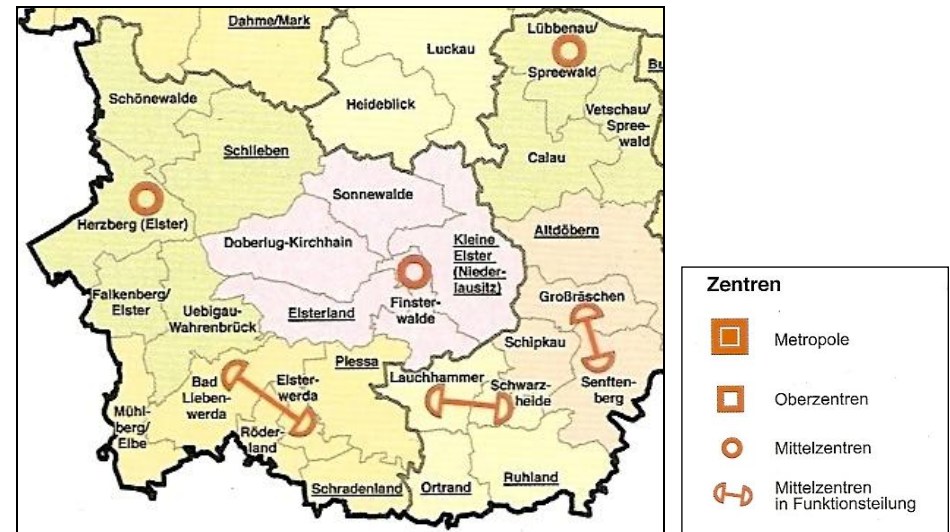 Dahme/Mark
Luckau
Lübbenau/
Spreewald
Bu
Schönewalde
Heideblick
Vetschau/
Spree-
wald
Schlieben
Calau
Sonnewalde
Herzberg (Elster)
Doberlug-Kirchhain
Kleine
Elster
(Nieder-
lausitz)
Altdöbern
Falkenberg/
Elster
Uebigau-
Wahrenbrück
Elsterland
Finster-
walde
Großräschen
Schipkau
Plessa
Bad
Lieben-
werda
Elster-
werda
Lauchhammer
Schwarz-
heide
Senften-
berg
Mühl-
berg/
Elbe
Röder-
land
Schradenland
Ortrand
Ruhland
Zentren
Metropole
Oberzentren
Mittelzentren
Mittelzentren
in Funktionsteilung